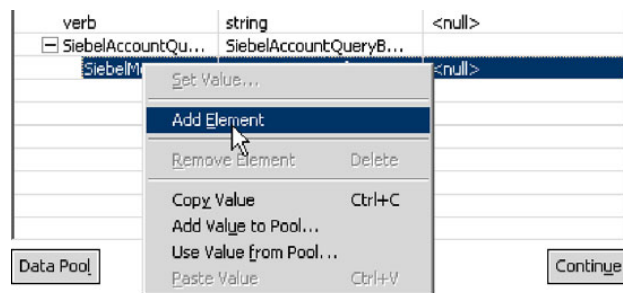 verb string <null>
SiebelAccountQu... SiebelAccountQueryB...
SiebelM <null>
Set Value...
Add Element
Remove Element Delete
Copy Value Ctrl+C
Add Value to Pool...
Use Value from Pool...
Paste Value Ctrl+V
Data Pool Continue